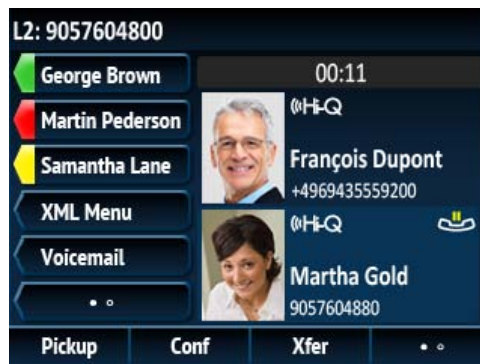 L2: 9057604800
George Brown
Martin Pederson
Samantha Lane
XML Menu
Voicemail
00:11
Hi-Q
François Dupont
+4969435559200
Hi-Q
Martha Gold
9057604880
Pickup Conf Xfer